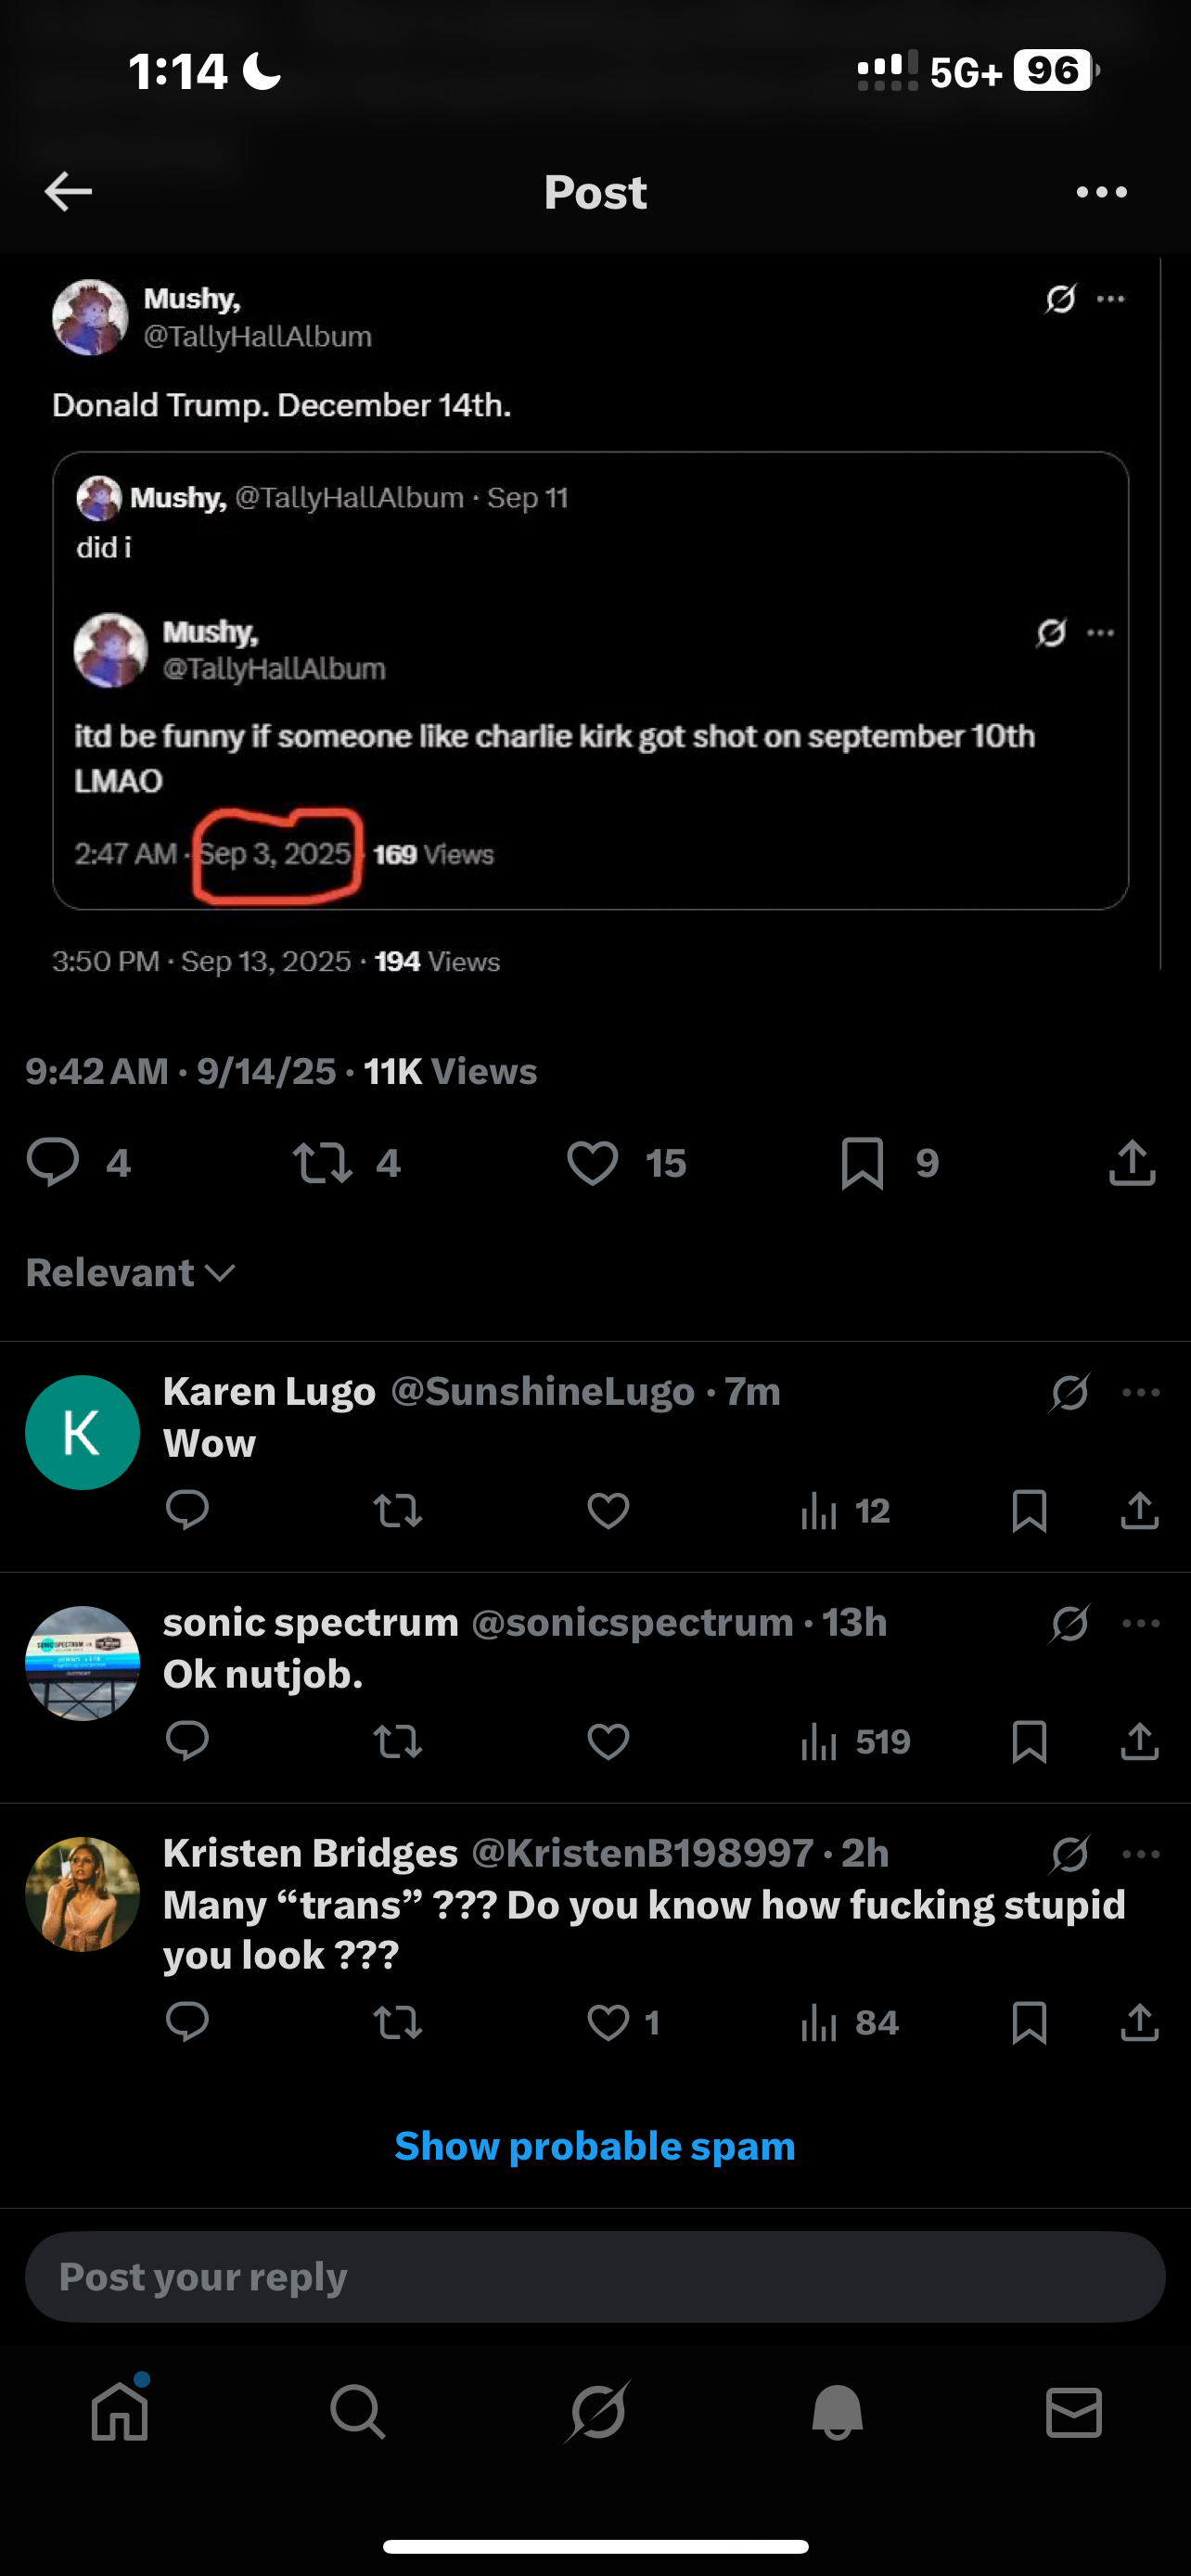 1:14
5G+ 96
Post
Mushy,
@TallyHallAlbum
Donald Trump. December 14th.
Mushy, @TallyHallAlbum · Sep 11
did i
Mushy,
@TallyHallAlbum
itd be funny if someone like charlie kirk got shot on september 10th
LMAO
2:47 AM · Sep 3, 2025 · 169 Views
3:50 PM · Sep 13, 2025 · 194 Views
9:42 AM · 9/14/25 · 11K Views
4 4 15 9
Relevant
K
Karen Lugo @SunshineLugo · 7m
Wow
12
sonic spectrum @sonicspectrum · 13h
Ok nutjob.
519
Kristen Bridges @KristenB198997 · 2h
Many “trans” ??? Do you know how fucking stupid
you look ???
1 84
Show probable spam
Post your reply